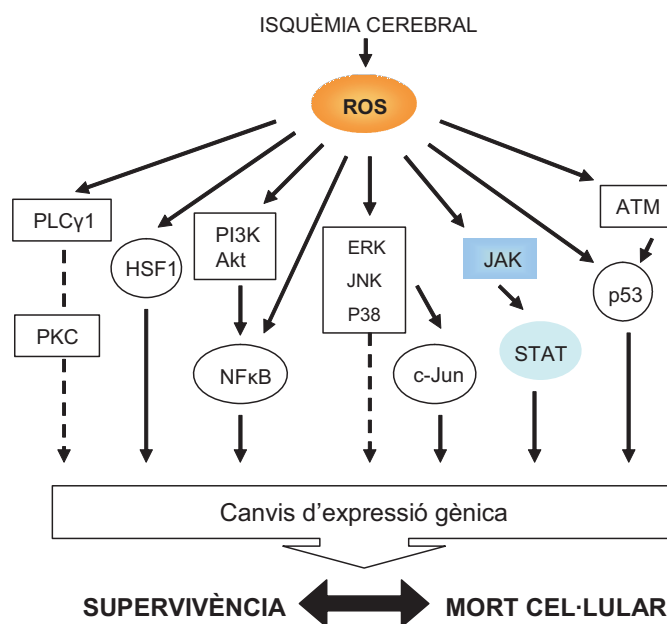 ISQUÈMIA CEREBRAL
ROS
PLCγ1
HSF1
PI3K
Akt
ERK
JNK
P38
JAK
ATM
p53
PKC
NFκB
c-Jun
STAT
Canvis d’expressió gènica
SUPERVIVÈNCIA
MORT CEL·LULAR